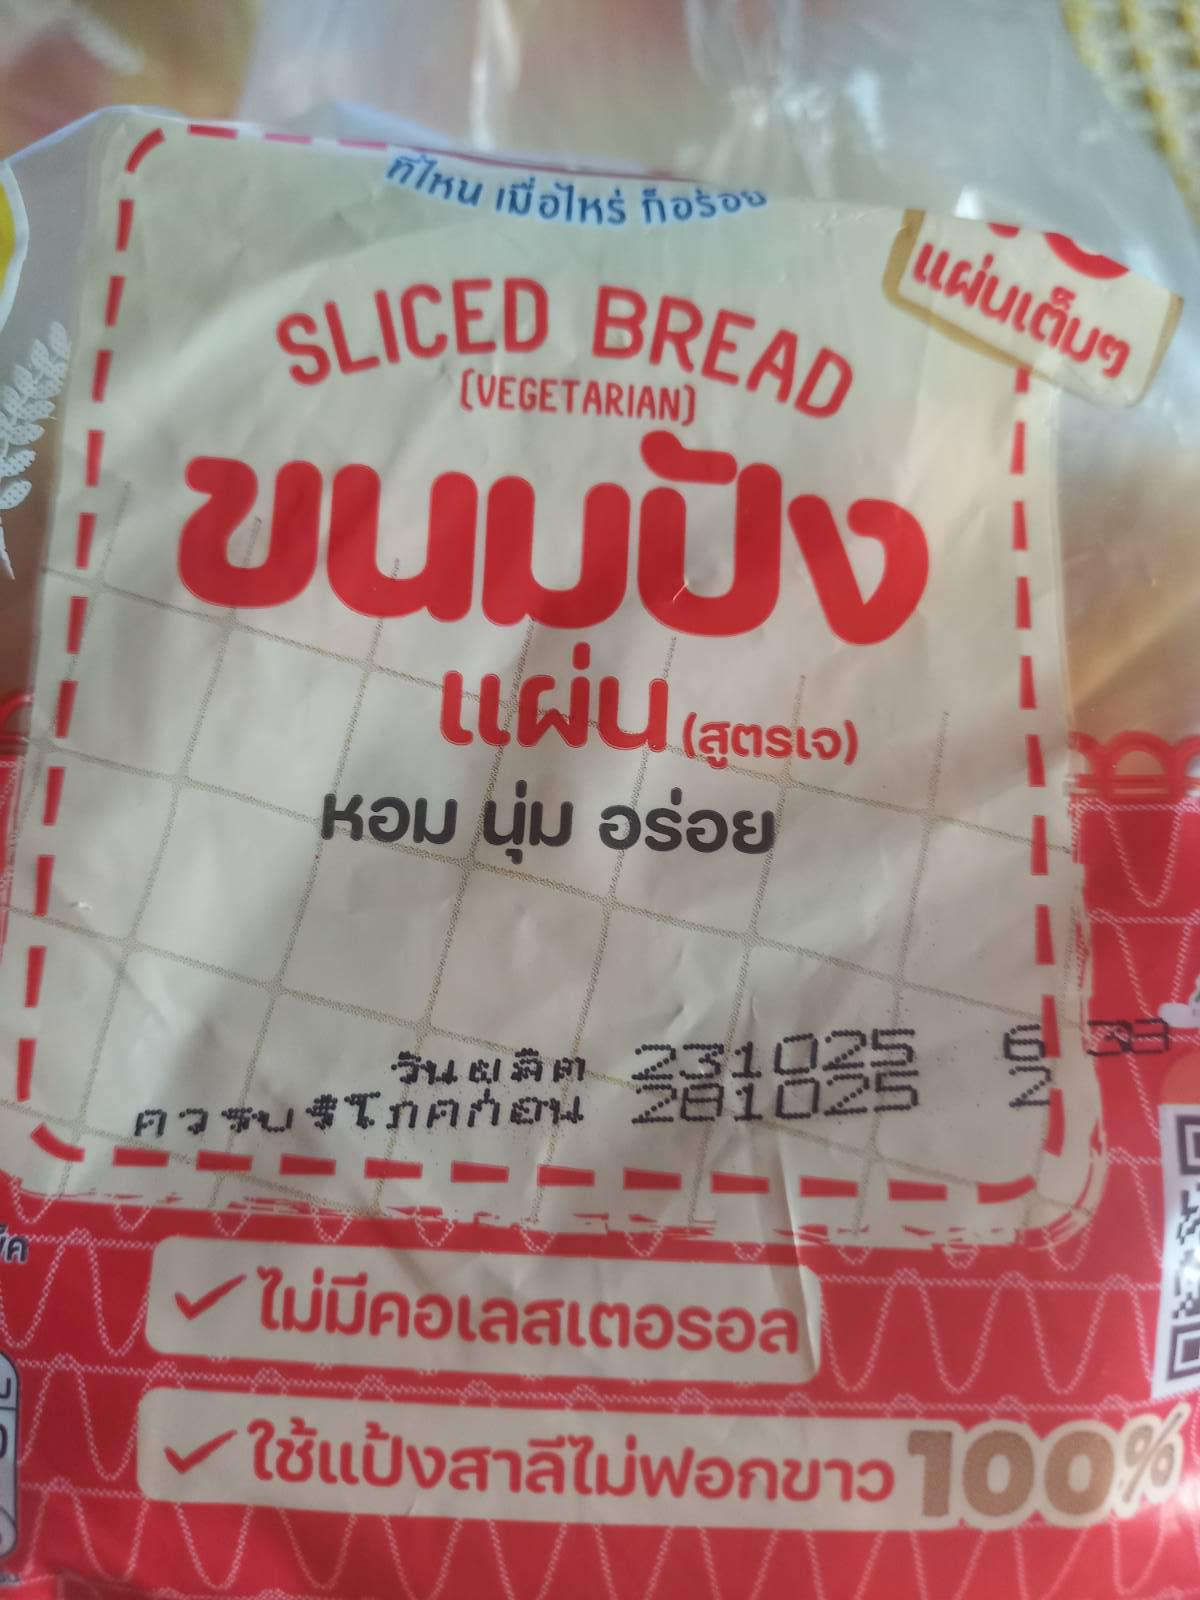 ที่ไหน เมื่อไหร่ ก็อร่อย
แผ่นเต็มๆ
SLICED BREAD
(VEGETARIAN)
ขนมปัง
แผ่น (สูตรเจ)
หอม นุ่ม อร่อย
วันผลิต 231025 6 38
ควรบริโภคก่อน 281025 2
ไม่มีคอเลสเตอรอล
ใช้แป้งสาลีไม่ฟอกขาว 100%